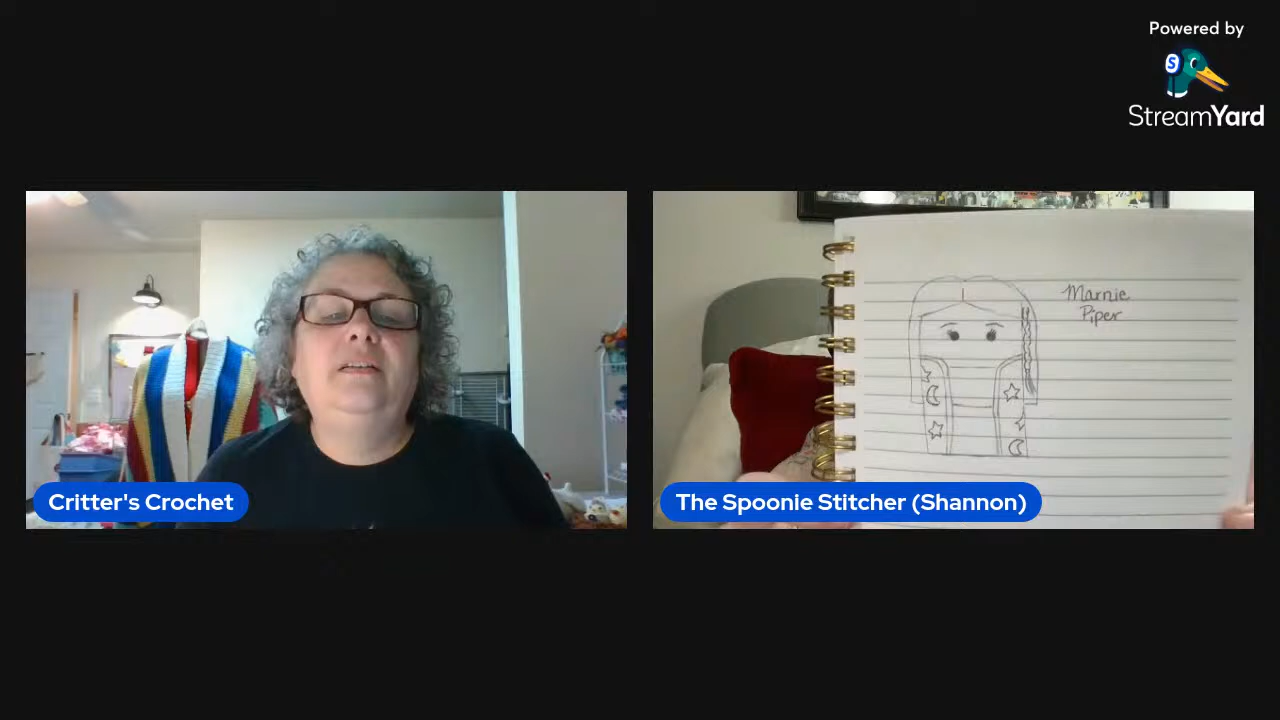 Powered by
StreamYard
Marnie
Piper
Critter's Crochet
The Spoonie Stitcher (Shannon)